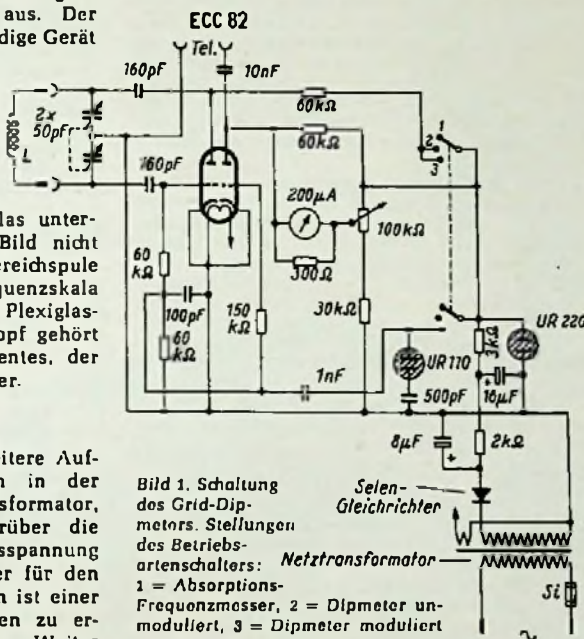 aus. Der
dige Gerät
las unter-
Bild nicht
ereichspule
quenzskala
Plexiglas-
opf gehört
entes, der
er.
itere Auf-
in der
sformator,
rüber die
sspannung
er für den
n ist einer
en zu er-
Weiter
ECC 82
Tel.
160pF
10nF
60kΩ
2x
50pF
L
60kΩ
1
2
3
160pF
200µA
100kΩ
300Ω
60
kΩ
100pF
150
kΩ
30kΩ
60
kΩ
UR 220
3kΩ
UR 110
1nF
500pF
16µF
+
8µF
+
2kΩ
Selen-
Gleichrichter
Netztransformator
Si
Bild 1. Schaltung
des Grid-Dip-
meters. Stellungen
des Betriebs-
artenschalters:
1 = Absorptions-
Frequenzmesser, 2 = Dipmeter un-
moduliert, 3 = Dipmeter moduliert